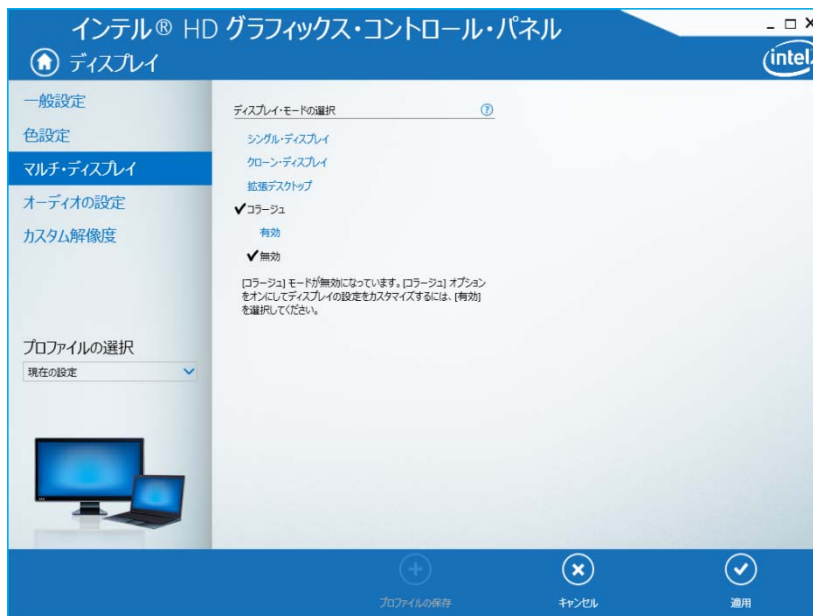 インテル® HD グラフィックス・コントロール・パネル
ディスプレイ
intel
一般設定
色設定
マルチ・ディスプレイ
オーディオの設定
カスタム解像度
プロファイルの選択
現在の設定
ディスプレイ・モードの選択
?
シングル・ディスプレイ
クローン・ディスプレイ
拡張デスクトップ
コラージュ
有効
無効
[コラージュ] モードが無効になっています。[コラージュ] オプション
をオンにしてディスプレイの設定をカスタマイズするには、[有効]
を選択してください。
プロファイルの保存
キャンセル
適用